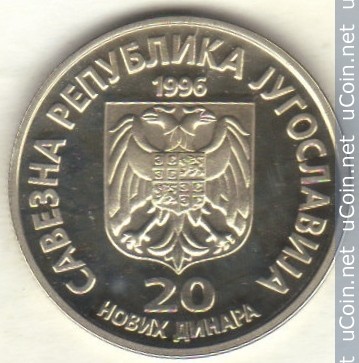 САВЕЗНА РЕПУБЛИКА ЈУГОСЛАВИЈА
1996
20
НОВИХ ДИНАРА
uCoin.net uCoin.net uCoin.net